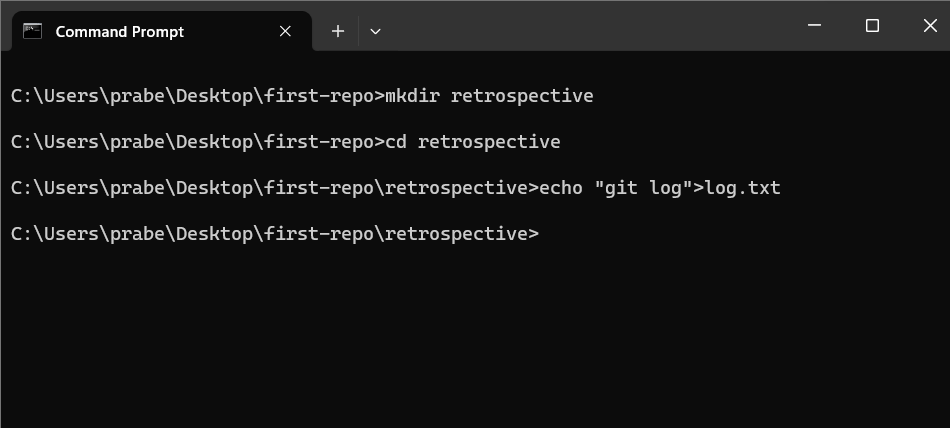 Command Prompt
C:\Users\prabe\Desktop\first-repo>mkdir retrospective
C:\Users\prabe\Desktop\first-repo>cd retrospective
C:\Users\prabe\Desktop\first-repo\retrospective>echo "git log">log.txt
C:\Users\prabe\Desktop\first-repo\retrospective>